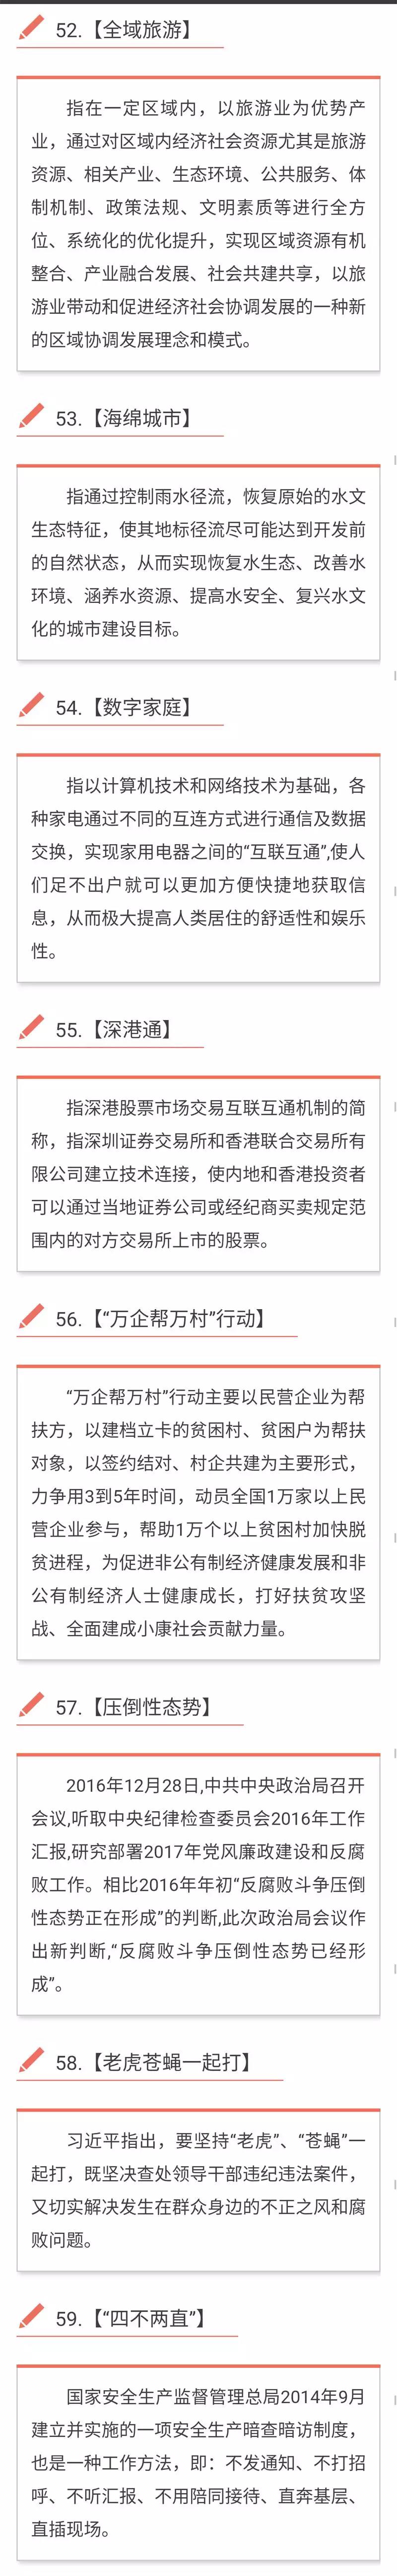 52.【全域旅游】
指在一定区域内，以旅游业为优势产
业，通过对区域内经济社会资源尤其是旅游
资源、相关产业、生态环境、公共服务、体
制机制、政策法规、文明素质等进行全方
位、系统化的优化提升，实现区域资源有机
整合、产业融合发展、社会共建共享，以旅
游业带动和促进经济社会协调发展的一种新
的区域协调发展理念和模式。
53.【海绵城市】
指通过控制雨水径流，恢复原始的水文
生态特征，使其地标径流尽可能达到开发前
的自然状态，从而实现恢复水生态、改善水
环境、涵养水资源、提高水安全、复兴水文
化的城市建设目标。
54.【数字家庭】
指以计算机技术和网络技术为基础，各
种家电通过不同的互连方式进行通信及数据
交换，实现家用电器之间的“互联互通”,使人
们足不出户就可以更加方便快捷地获取信
息，从而极大提高人类居住的舒适性和娱乐
性。
55.【深港通】
指深港股票市场交易互联互通机制的简
称，指深圳证券交易所和香港联合交易所有
限公司建立技术连接，使内地和香港投资者
可以通过当地证券公司或经纪商买卖规定范
围内的对方交易所上市的股票。
56.【“万企帮万村”行动】
“万企帮万村”行动主要以民营企业为帮
扶方，以建档立卡的贫困村、贫困户为帮扶
对象，以签约结对、村企共建为主要形式，
力争用3到5年时间，动员全国1万家以上民
营企业参与，帮助1万个以上贫困村加快脱
贫进程，为促进非公有制经济健康发展和非
公有制经济人士健康成长，打好扶贫攻坚
战、全面建成小康社会贡献力量。
57.【压倒性态势】
2016年12月28日,中共中央政治局召开
会议,听取中央纪律检查委员会2016年工作
汇报,研究部署2017年党风廉政建设和反腐
败工作。相比2016年年初“反腐败斗争压倒
性态势正在形成”的判断,此次政治局会议作
出新判断,“反腐败斗争压倒性态势已经形
成”。
58.【老虎苍蝇一起打】
习近平指出，要坚持“老虎”、“苍蝇”一
起打，既坚决查处领导干部违纪违法案件，
又切实解决发生在群众身边的不正之风和腐
败问题。
59.【“四不两直”】
国家安全生产监督管理总局2014年9月
建立并实施的一项安全生产暗查暗访制度，
也是一种工作方法，即：不发通知、不打招
呼、不听汇报、不用陪同接待、直奔基层、
直插现场。